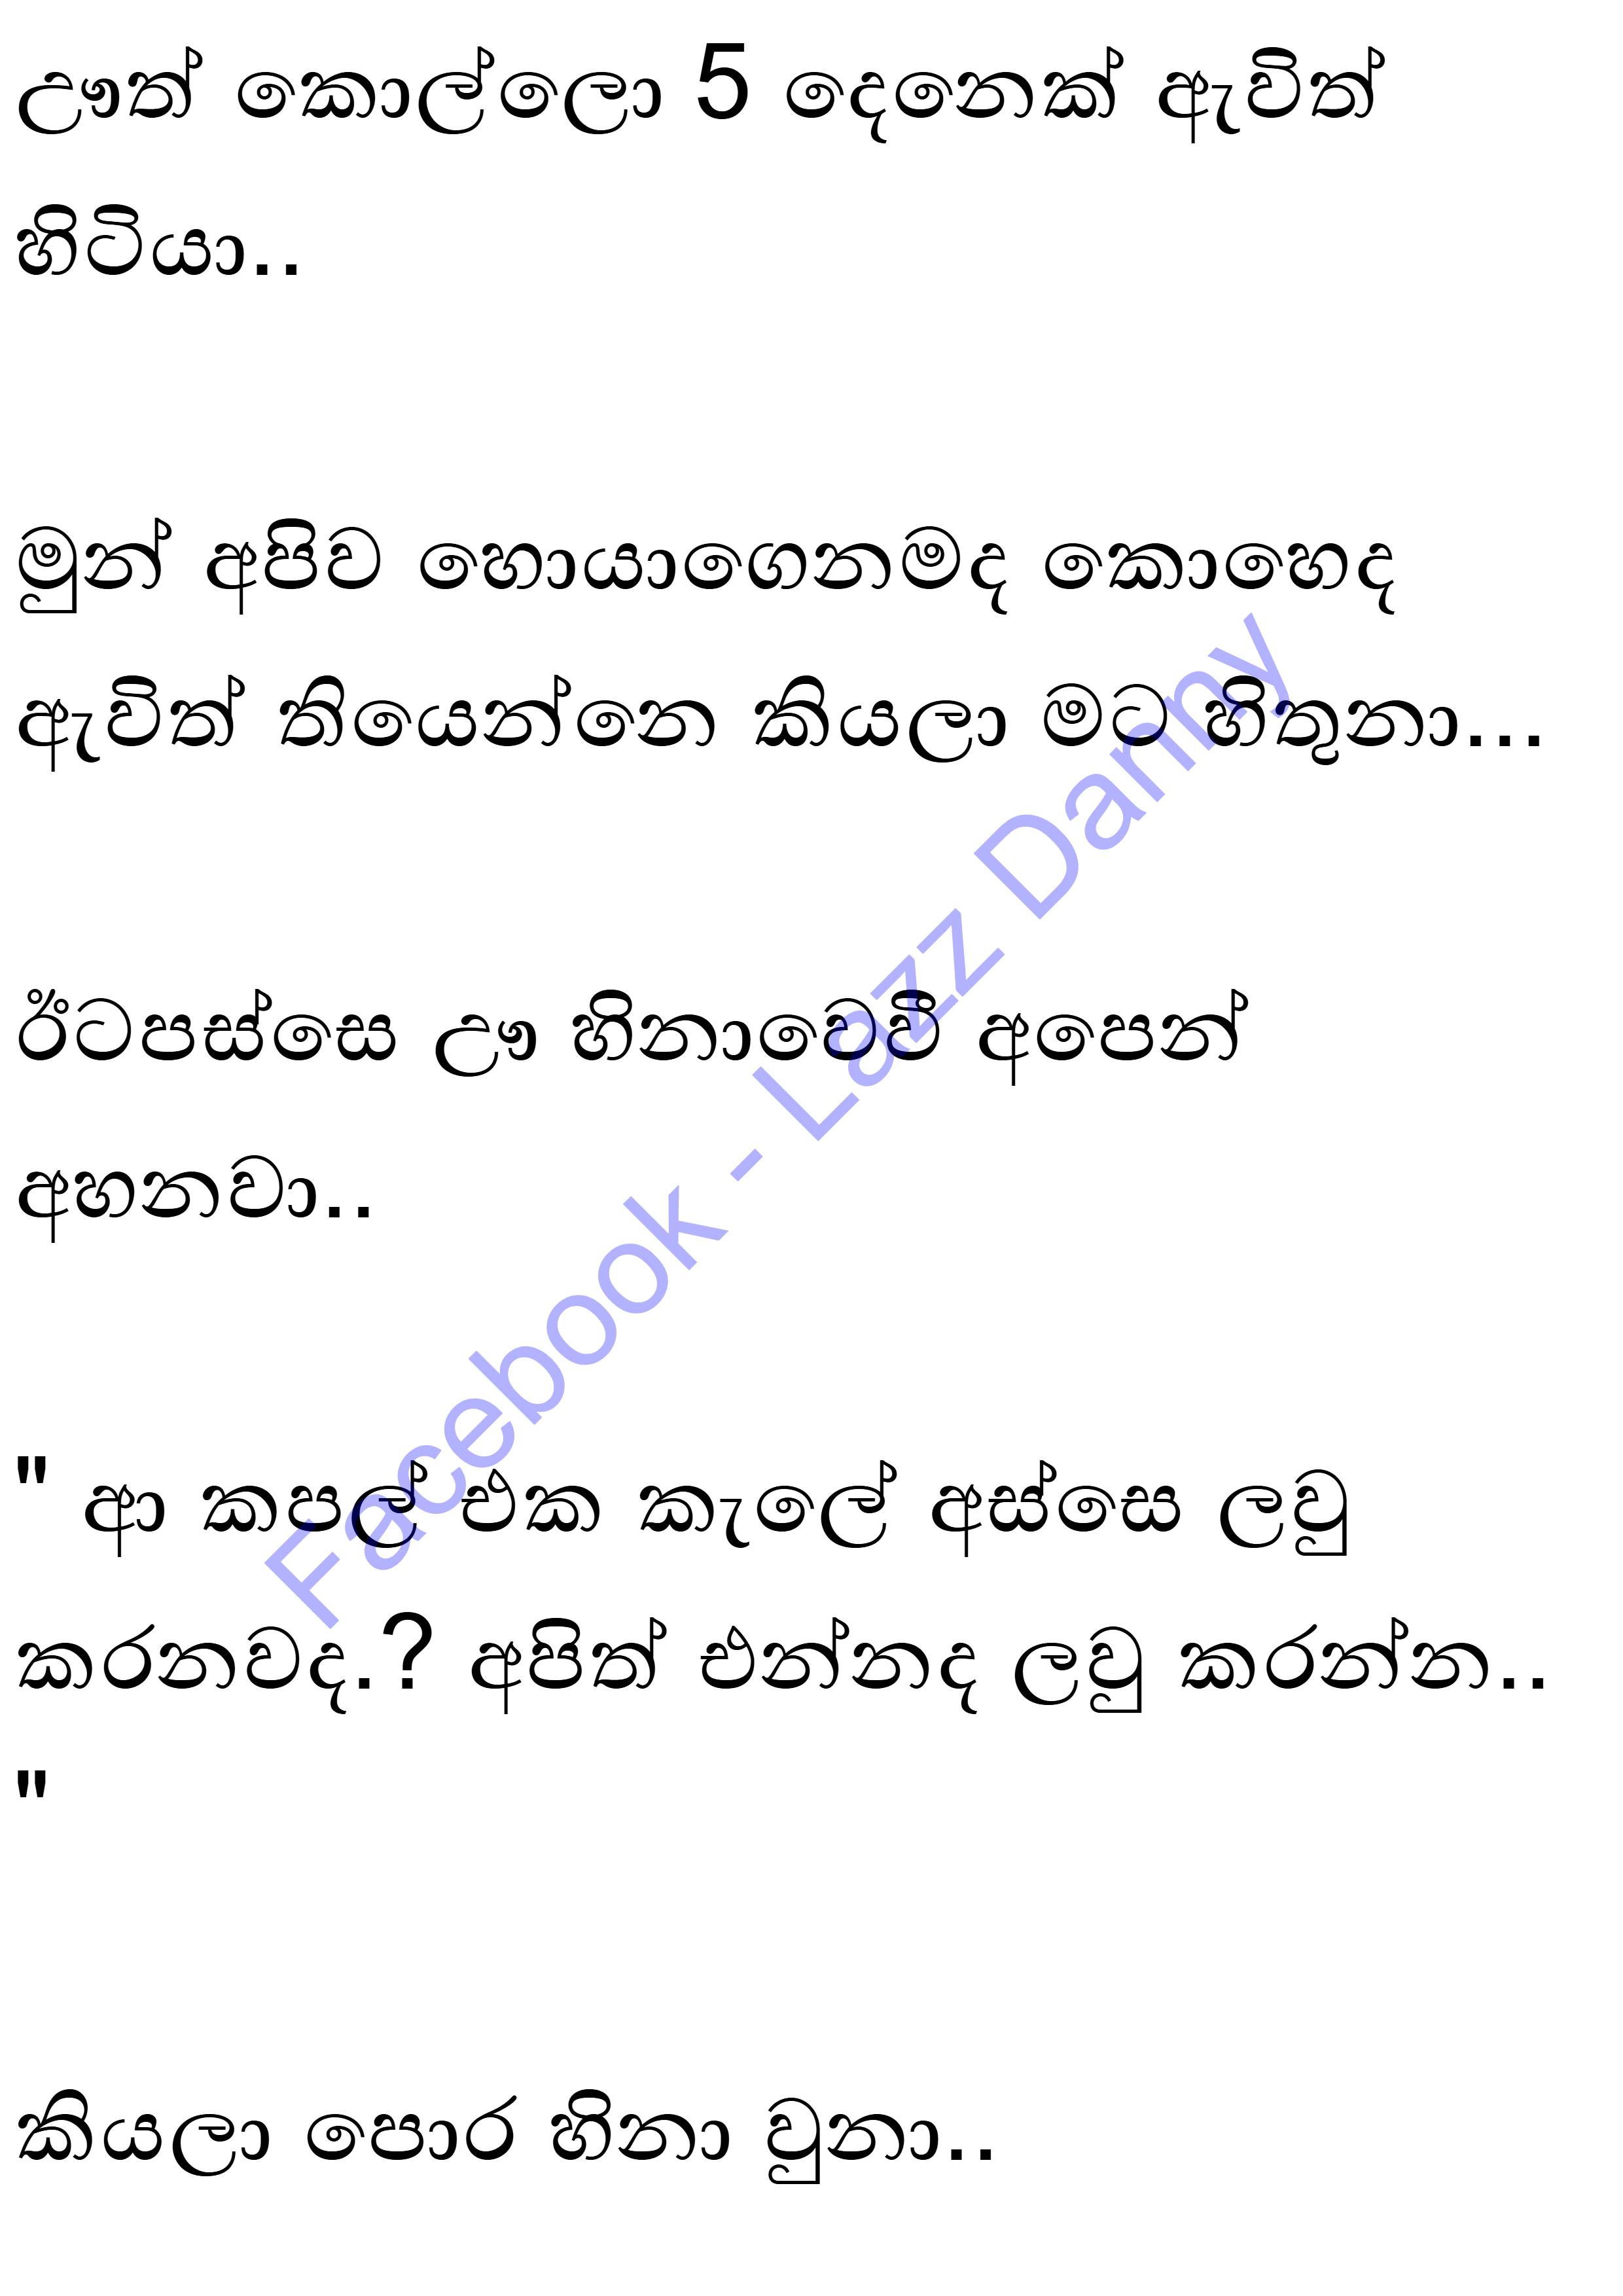 ඌත් කොල්ලො 5 දෙනෙක් ඇවිත්
හිටියා..
මුන් අපිව හොයාගෙනමද කොහෙද
ඇවිත් තියෙන්නෙ කියලා මට හිතුනා...
ඊටපස්සෙ ඌ හිනාවෙවී අපෙන්
අහනවා..
" ආ කපල් එක කැලේ අස්සෙ ලවු
කරනවද.? අපිත් එන්නද ලවු කරන්න..
"
කියලා පොර හිනා වුනා..
Facebook - Lazz Danny